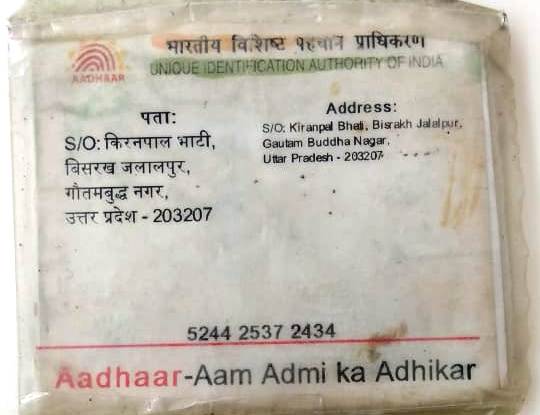 भारतीय विशिष्ट पहचान प्राधिकरण
AADHAAR
UNIQUE IDENTIFICATION AUTHORITY OF INDIA
पता:
S/O: किरनपाल भाटी,
बिसरख जलालपुर,
गौतमबुद्ध नगर,
उत्तर प्रदेश - 203207
Address:
S/O: Kiranpal Bhati, Bisrakh Jalalpur,
Gautam Buddha Nagar,
Uttar Pradesh - 203207
5244 2537 2434
Aadhaar-Aam Admi ka Adhikar